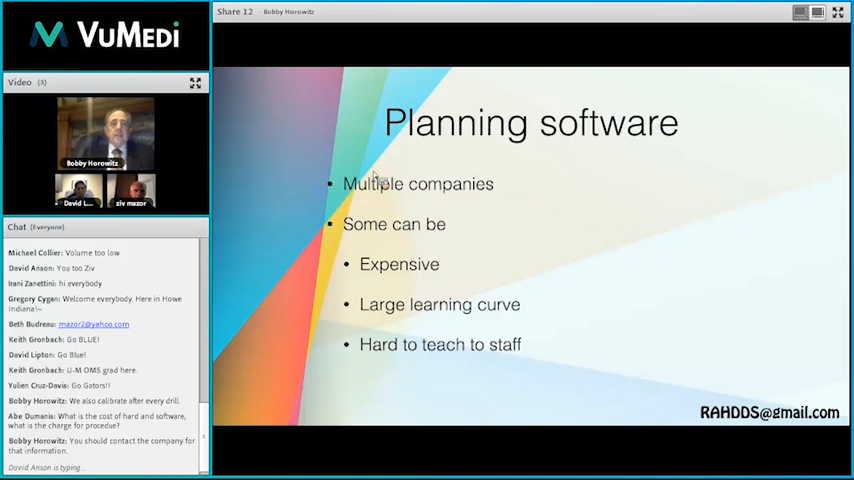 VuMedi
Share 12 - Bobby Horowitz
Video (3)
Bobby Horowitz
David L...
ziv mazor
Chat (Everyone)
Michael Collier: Volume too low
David Anson: You too Ziv
Irani Zanettini: hi everybody
Gregory Cygan: Welcome everybody. Here in Howe
Indiana!~
Beth Budreau: mazor2@yahoo.com
Keith Gronbach: Go BLUE!
David Lipton: Go Blue!
Keith Gronbach: U-M OMS grad here.
Yulien Cruz-Davis: Go Gators!!
Bobby Horowitz: We also calibrate after every drill.
Abe Dumanis: What is the cost of hard and software,
what is the charge for procedue?
Bobby Horowitz: You should contact the company for
that information.
David Anson is typing...
Planning software
• Multiple companies
• Some can be
• Expensive
• Large learning curve
• Hard to teach to staff
RAHDDS@gmail.com